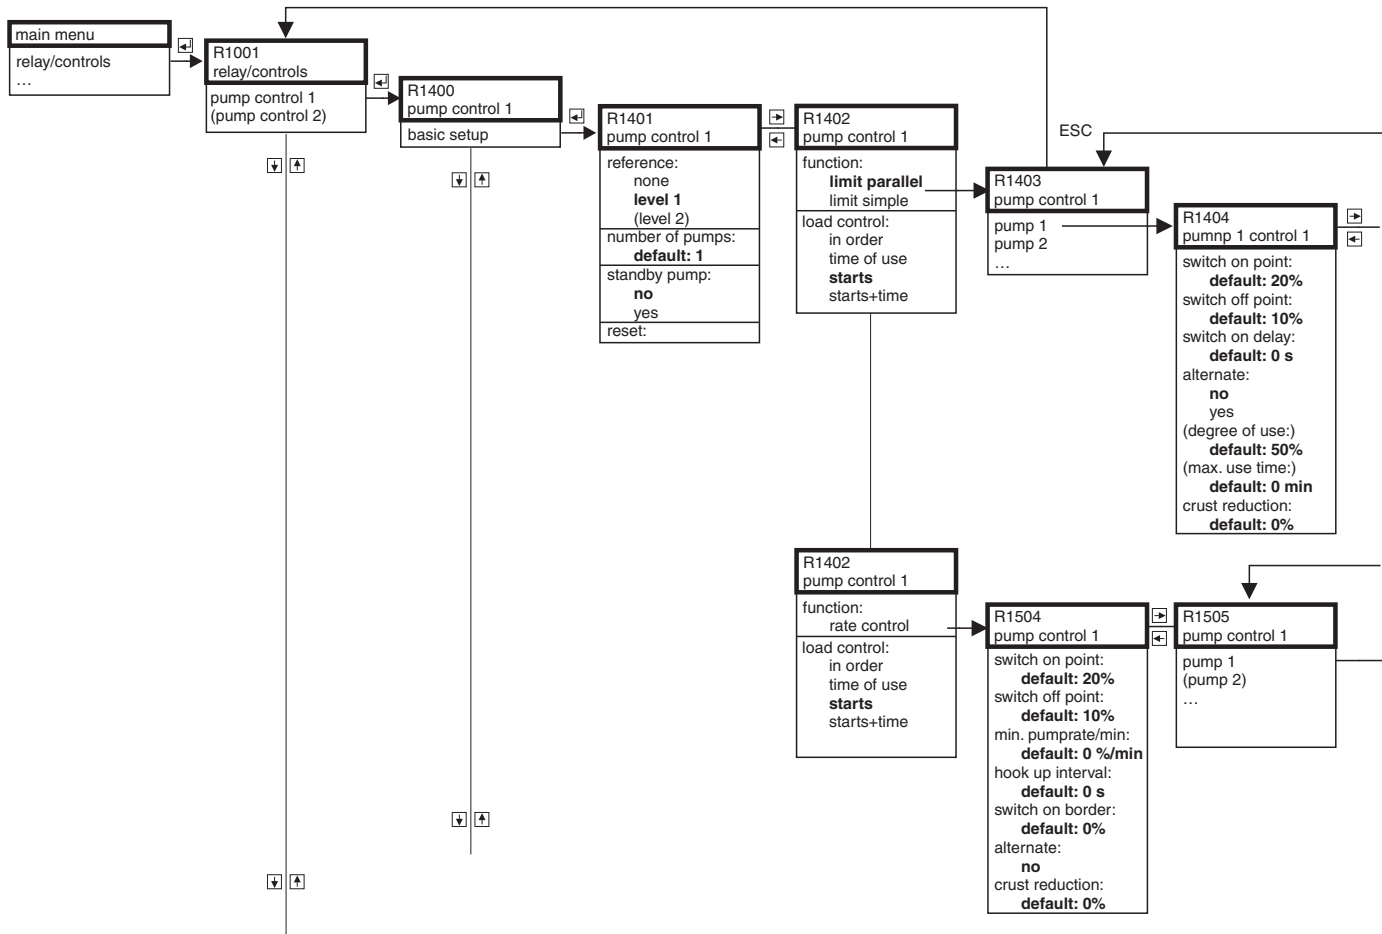 main menu
relay/controls
…
R1001
relay/controls
pump control 1
(pump control 2)
R1400
pump control 1
basic setup
R1401
pump control 1
reference:
none
level 1
(level 2)
number of pumps:
default: 1
standby pump:
no
yes
reset:
R1402
pump control 1
function:
limit parallel
limit simple
load control:
in order
time of use
starts
starts+time
ESC
R1403
pump control 1
pump 1
pump 2
…
R1404
pumnp 1 control 1
switch on point:
default: 20%
switch off point:
default: 10%
switch on delay:
default: 0 s
alternate:
no
yes
(degree of use:)
default: 50%
(max. use time:)
default: 0 min
crust reduction:
default: 0%
R1402
pump control 1
function:
rate control
load control:
in order
time of use
starts
starts+time
R1504
pump control 1
switch on point:
default: 20%
switch off point:
default: 10%
min. pumprate/min:
default: 0 %/min
hook up interval:
default: 0 s
switch on border:
default: 0%
alternate:
no
crust reduction:
default: 0%
R1505
pump control 1
pump 1
(pump 2)
…